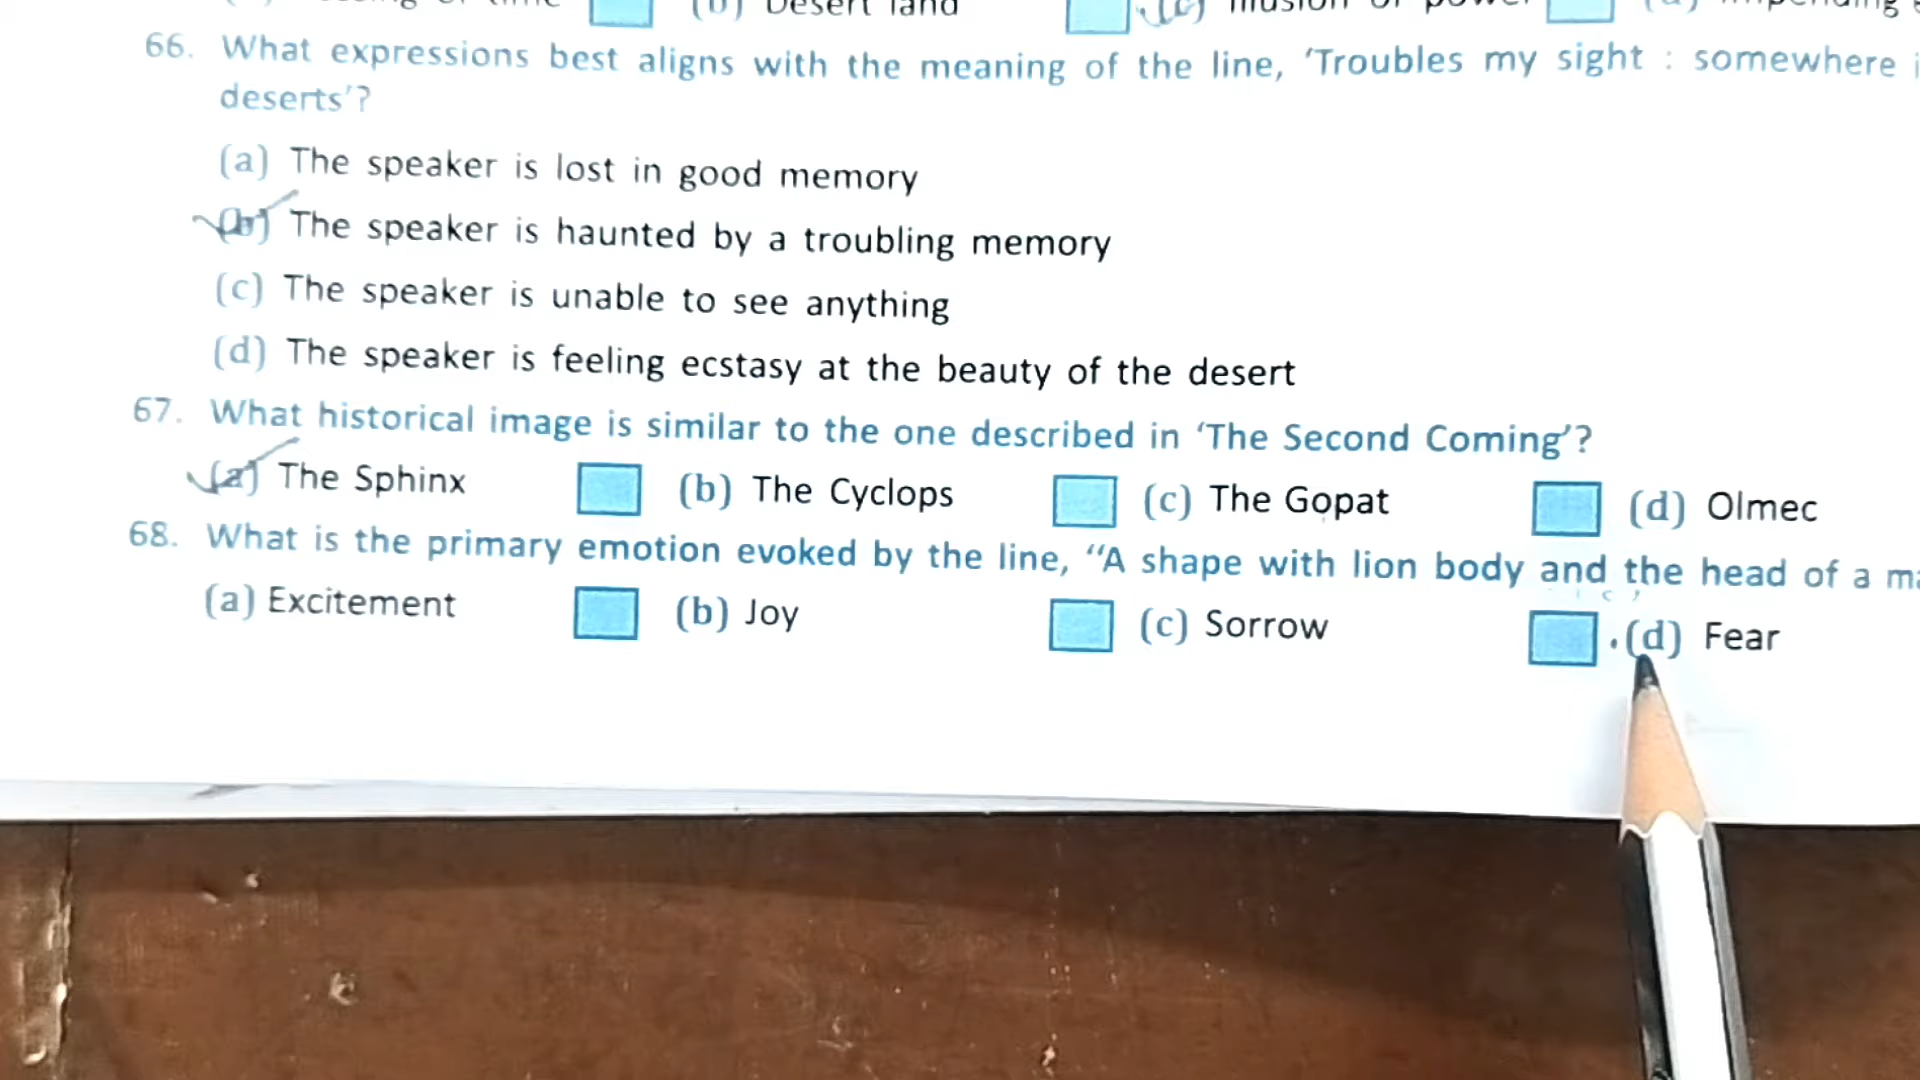 Desert land
66. What expressions best aligns with the meaning of the line, 'Troubles my sight : somewhere
deserts'?
(a) The speaker is lost in good memory
(b) The speaker is haunted by a troubling memory
(c) The speaker is unable to see anything
(d) The speaker is feeling ecstasy at the beauty of the desert
67. What historical image is similar to the one described in 'The Second Coming'?
(a) The Sphinx (b) The Cyclops (c) The Gopat (d) Olmec
68. What is the primary emotion evoked by the line, "A shape with lion body and the head of a
(a) Excitement (b) Joy (c) Sorrow (d) Fear